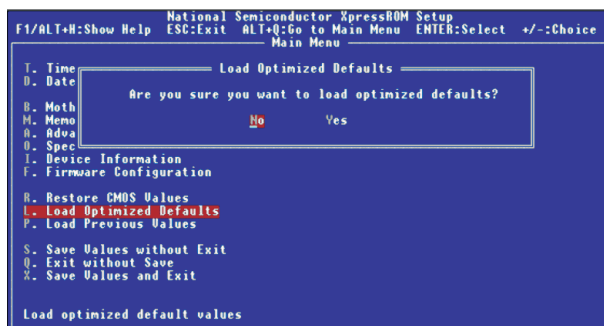 National Semiconductor XpressROM Setup
F1/ALT+H:Show Help ESC:Exit ALT+Q:Go to Main Menu ENTER:Select +/-:Choice
Main Menu
T. Time
Load Optimized Defaults
D. Date
Are you sure you want to load optimized defaults?
B. Moth
M. Memo
No Yes
A. Adva
O. Spec
I. Device Information
F. Firmware Configuration
R. Restore CMOS Values
L. Load Optimized Defaults
P. Load Previous Values
S. Save Values without Exit
Q. Exit without Save
X. Save Values and Exit
Load optimized default values